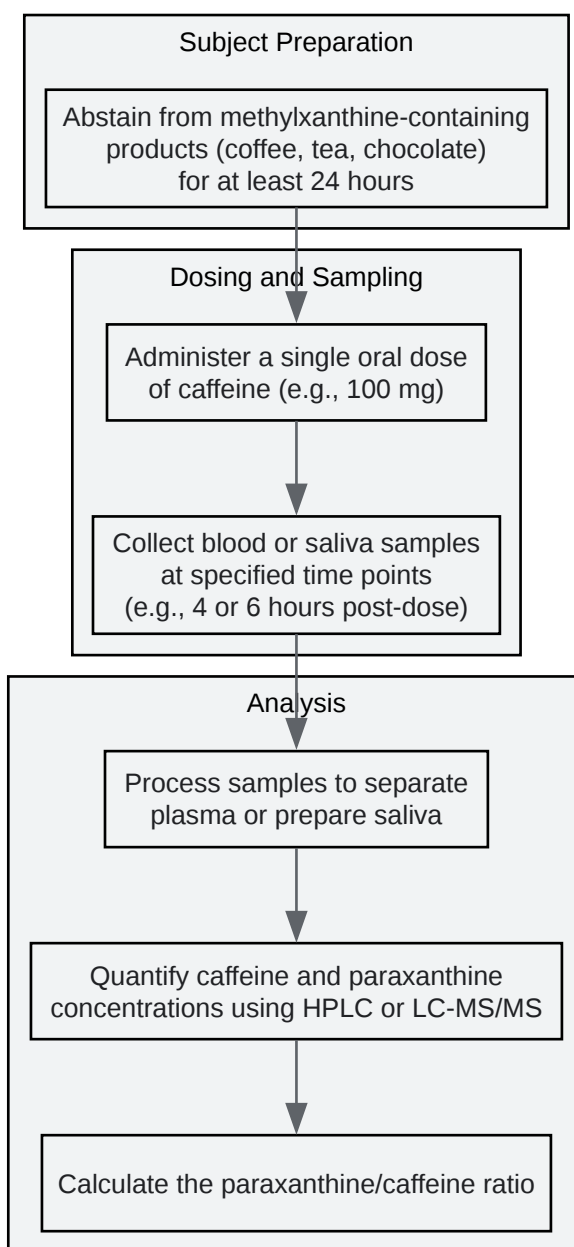 Subject Preparation
Abstain from methylxanthine-containing
products (coffee, tea, chocolate)
for at least 24 hours
Dosing and Sampling
Administer a single oral dose
of caffeine (e.g., 100 mg)
Collect blood or saliva samples
at specified time points
(e.g., 4 or 6 hours post-dose)
Analysis
Process samples to separate
plasma or prepare saliva
Quantify caffeine and paraxanthine
concentrations using HPLC or LC-MS/MS
Calculate the paraxanthine/caffeine ratio